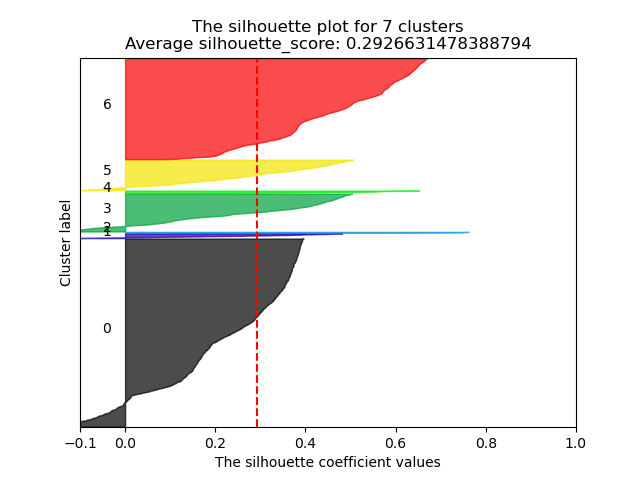 The silhouette plot for 7 clusters
Average silhouette_score: 0.2926631478388794
6
5
4
3
2
1
0
Cluster label
−0.1 0.0 0.2 0.4 0.6 0.8 1.0
The silhouette coefficient values